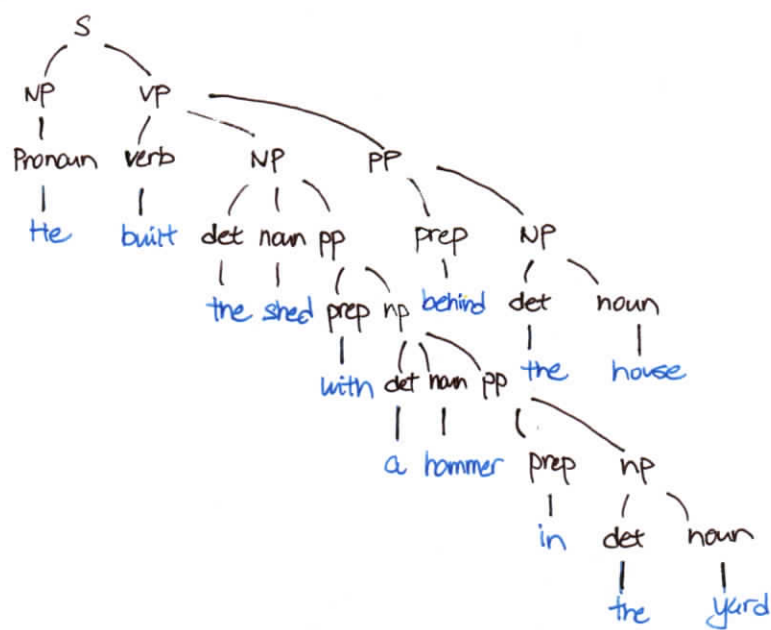 S
NP VP
Pronoun verb NP PP
He built det noun pp prep NP
the shed prep np behind det noun
with det noun pp the house
a hammer prep np
in det noun
the yard